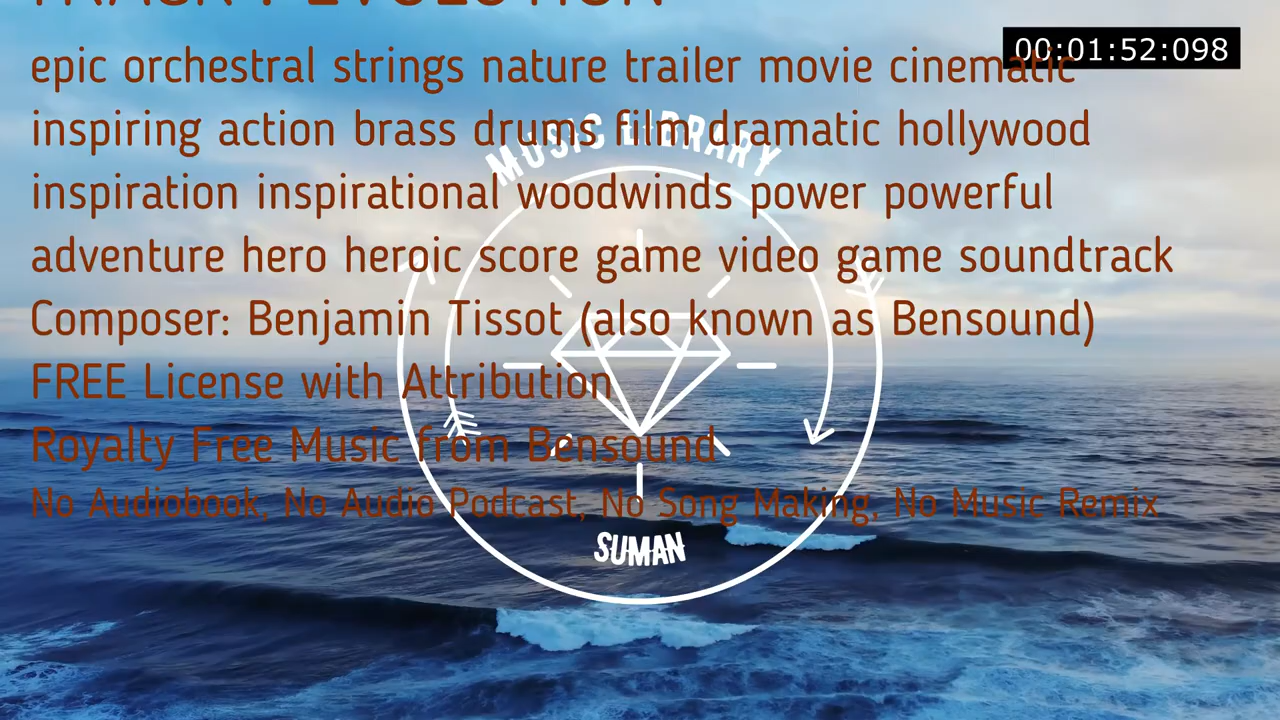 TRACK : EVOLUTION
00:01:52:098
epic orchestral strings nature trailer movie cinematic
inspiring action brass drums film dramatic hollywood
MUSIC LIBRARY
inspiration inspirational woodwinds power powerful
adventure hero heroic score game video game soundtrack
Composer: Benjamin Tissot (also known as Bensound)
FREE License with Attribution
Royalty Free Music from Bensound
No Audiobook, No Audio Podcast, No Song Making, No Music Remix
SUMAN